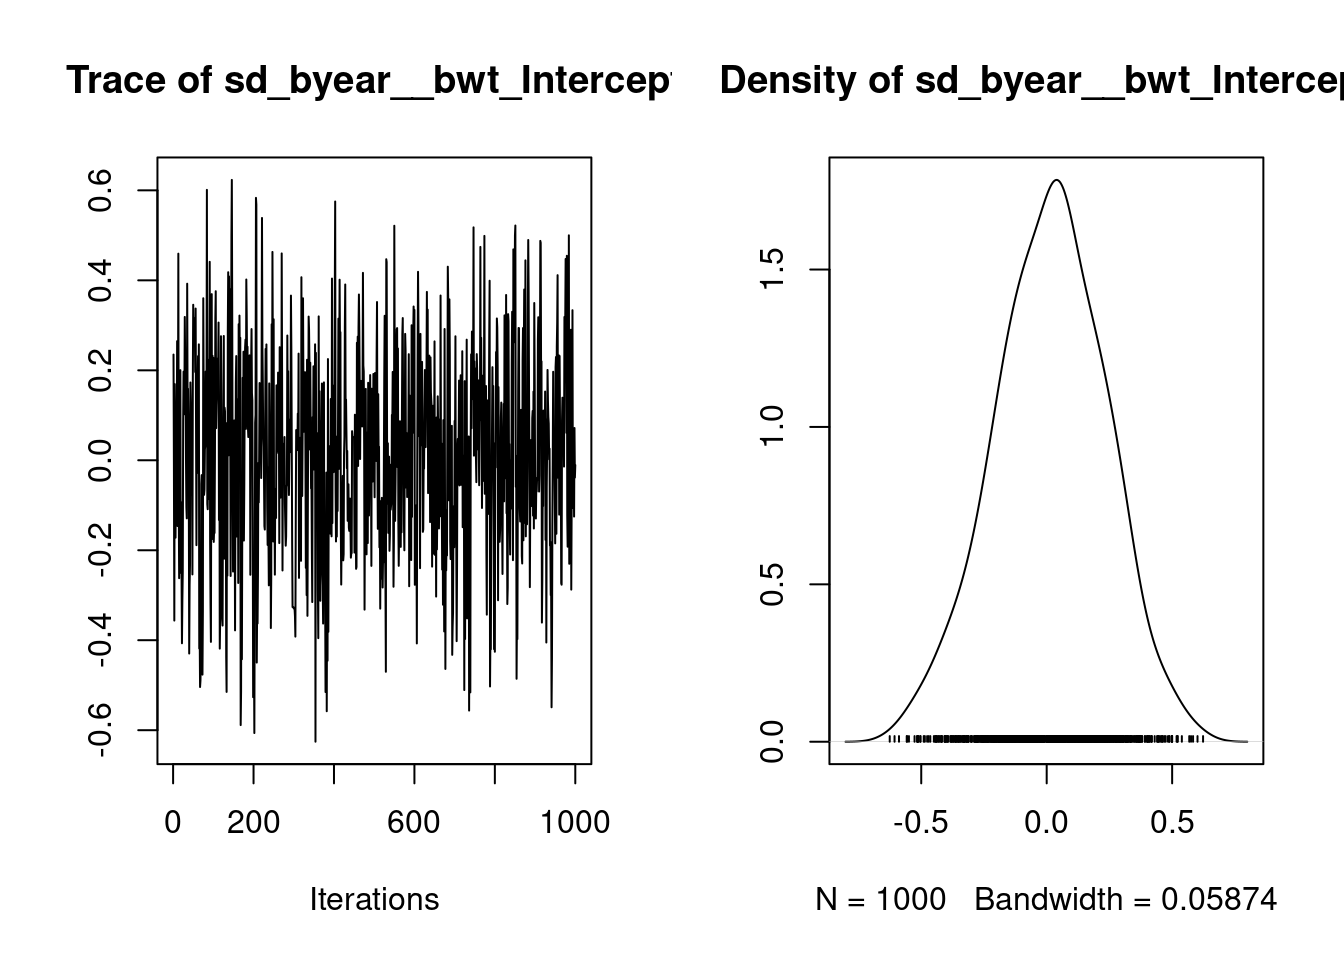 Trace of sd_byear__bwt_Intercep
0.6
0.4
0.2
0.0
-0.2
-0.4
-0.6
0 200 600 1000
Iterations
Density of sd_byear__bwt_Intercep
1.5
1.0
0.5
0.0
-0.5 0.0 0.5
N = 1000 Bandwidth = 0.05874